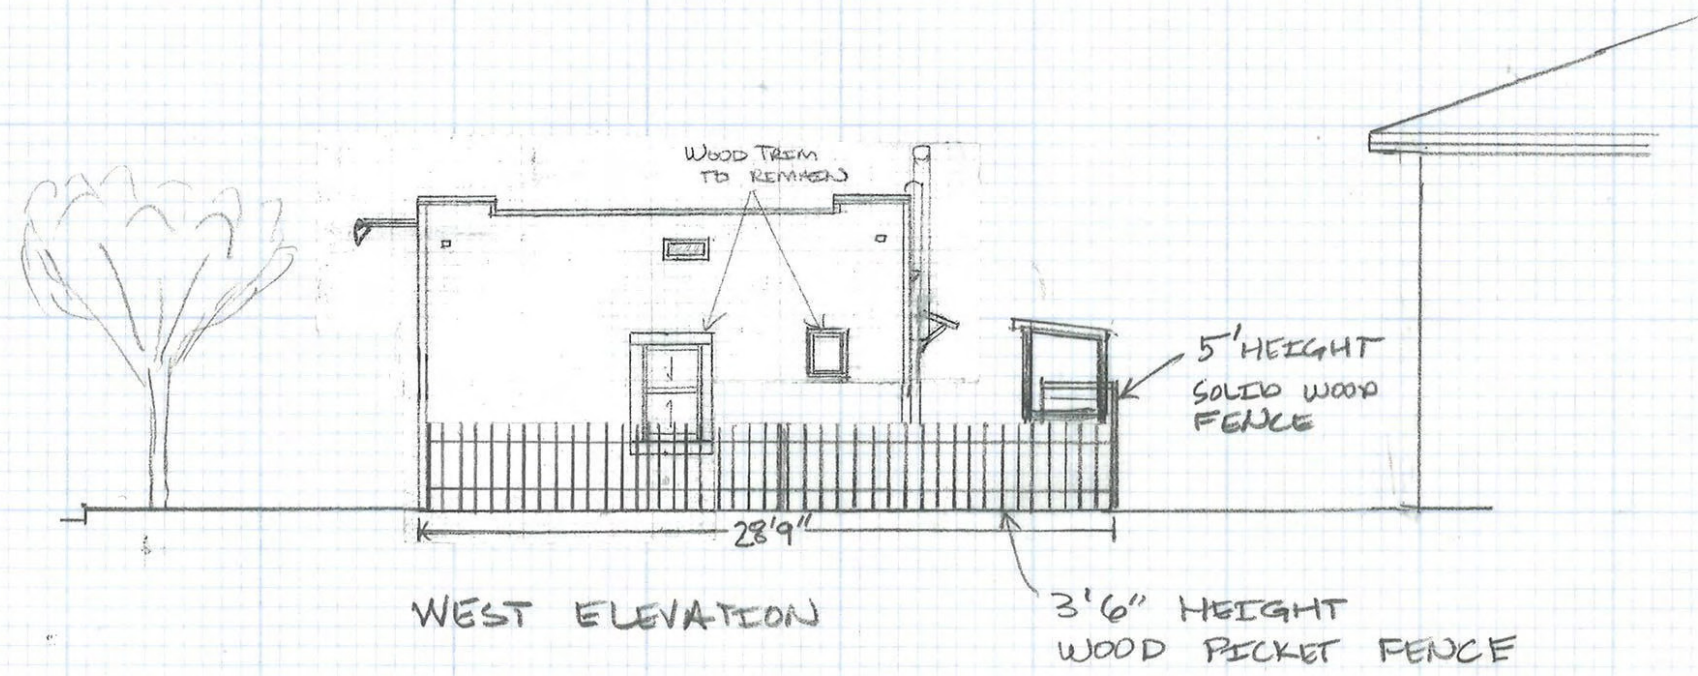 WOOD TRIM
TO REMAIN
5' HEIGHT
SOLID WOOD
FENCE
28'9"
WEST ELEVATION
3'6" HEIGHT
WOOD PICKET FENCE